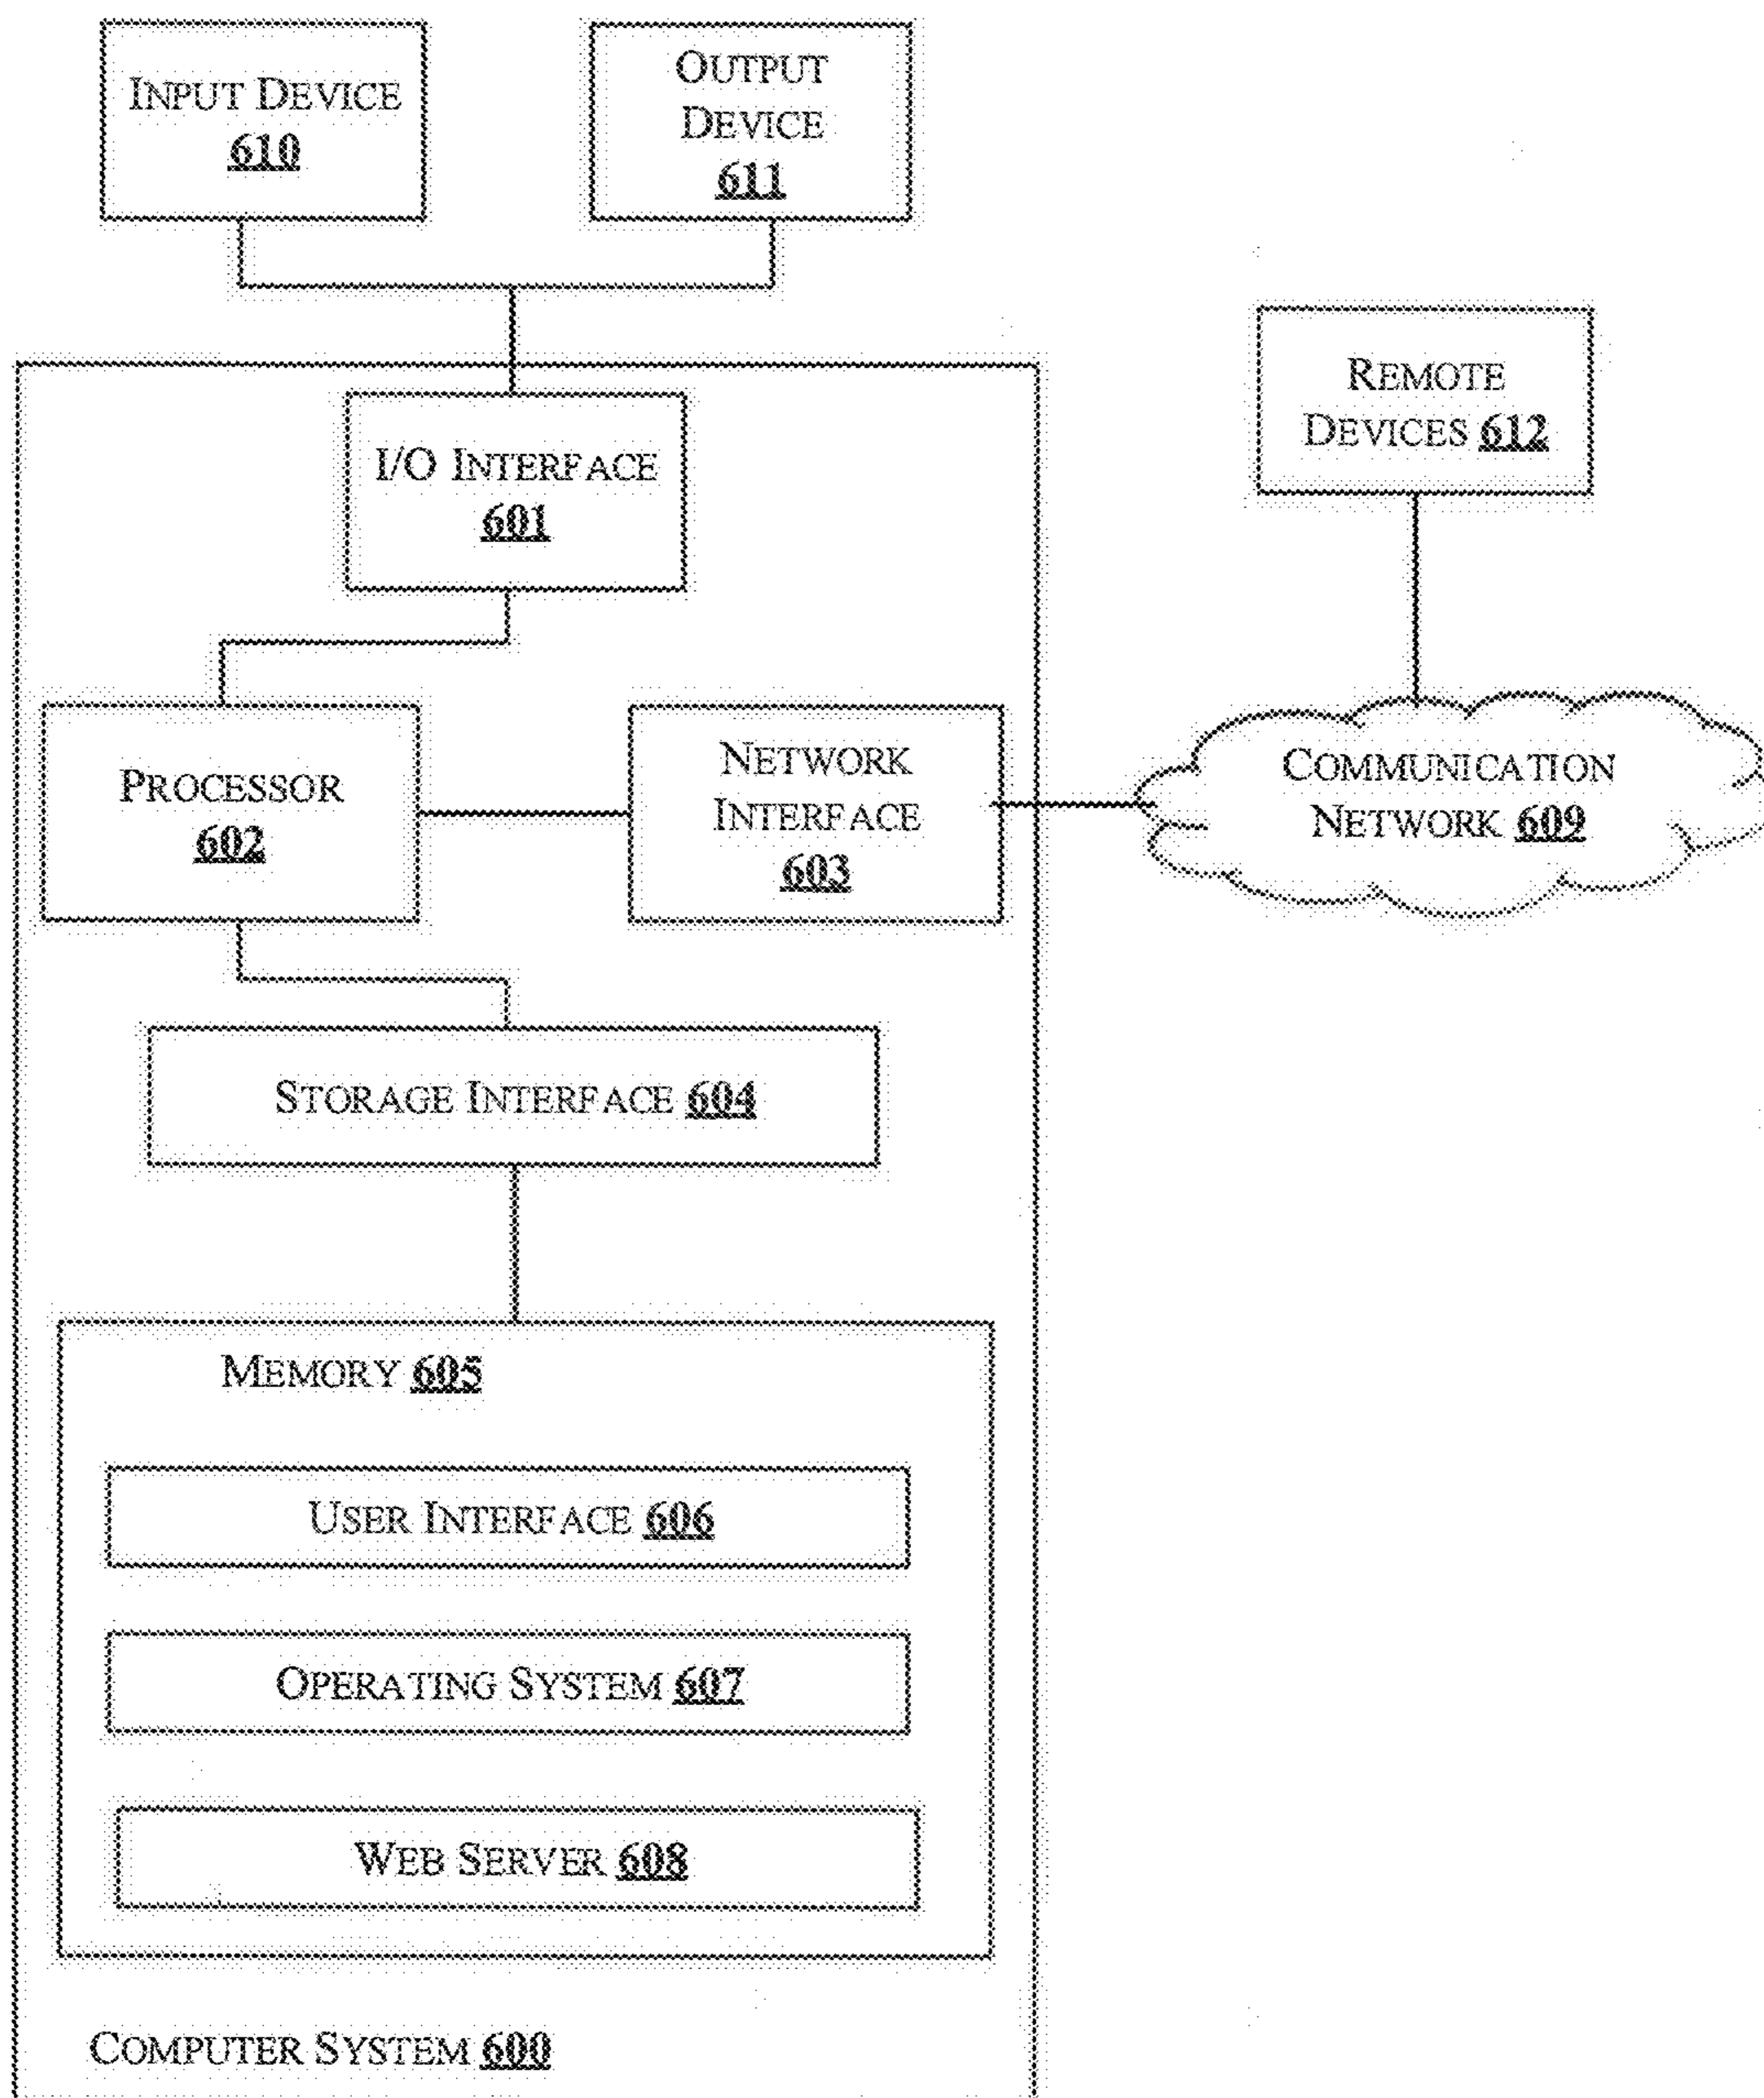 INPUT DEVICE
610
OUTPUT
DEVICE
611
REMOTE
DEVICES 612
I/O INTERFACE
601
PROCESSOR
602
NETWORK
INTERFACE
603
COMMUNICATION
NETWORK 609
STORAGE INTERFACE 604
MEMORY 605
USER INTERFACE 606
OPERATING SYSTEM 607
WEB SERVER 608
COMPUTER SYSTEM 600